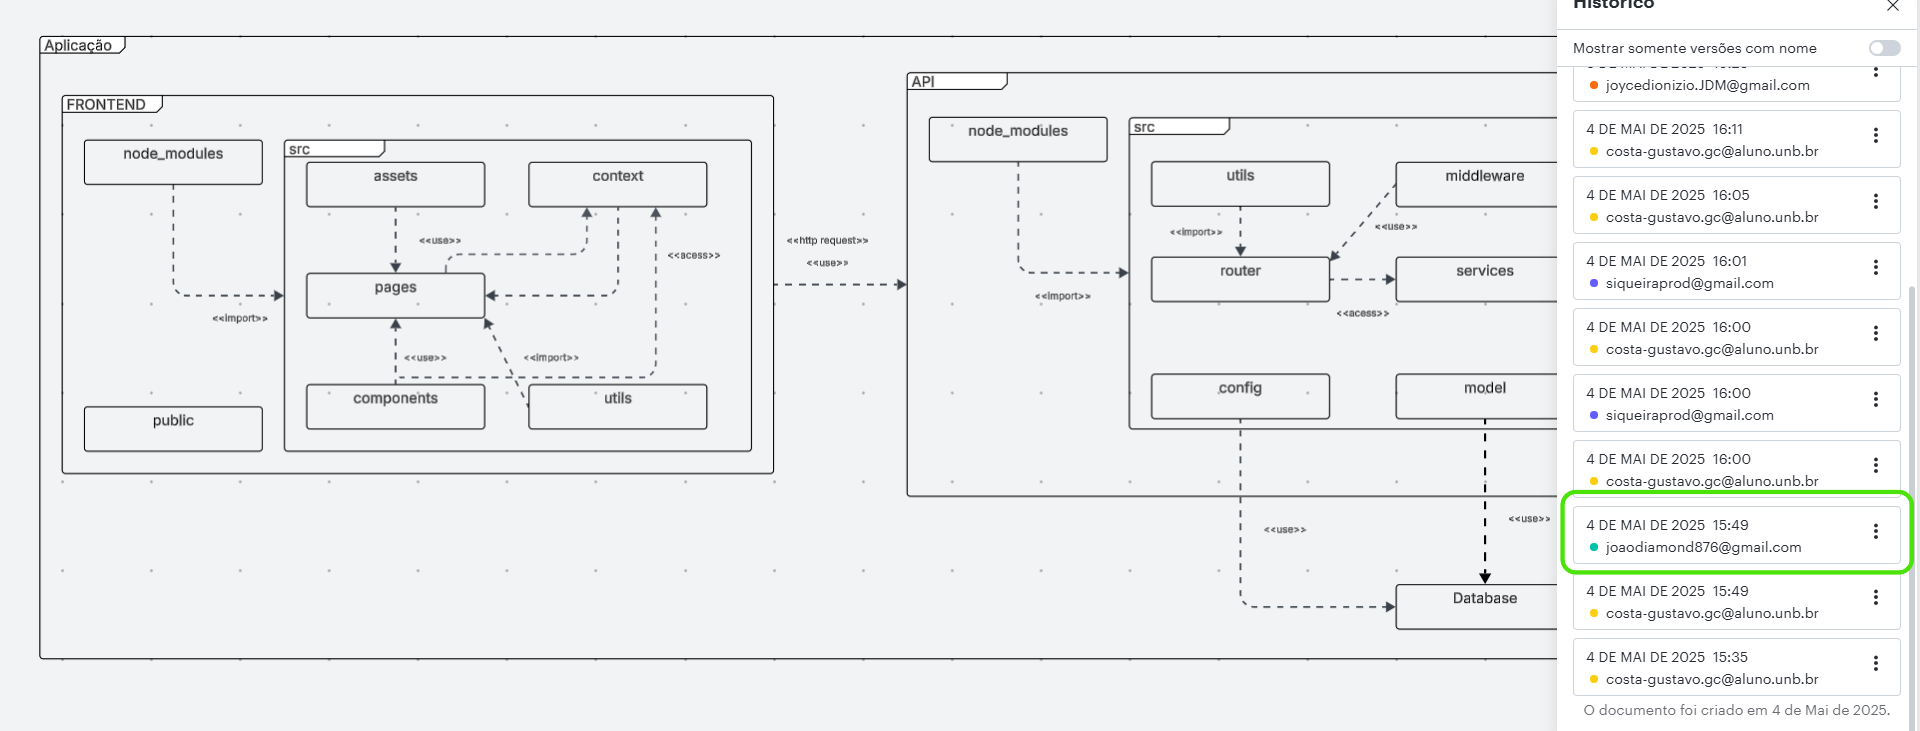 Aplicação
FRONTEND
node_modules
src
assets
context
<<use>>
<<acess>>
pages
<<import>>
<<use>>
<<import>>
components
utils
public
<<http request>>
<<use>>
API
node_modules
src
utils
middleware
<<import>>
<<use>>
router
services
<<import>>
<<acess>>
config
model
<<use>>
<<use>>
Database
Histórico
Mostrar somente versões com nome
joycedionizio.JDM@gmail.com
4 DE MAI DE 2025 16:11
costa-gustavo.gc@aluno.unb.br
4 DE MAI DE 2025 16:05
costa-gustavo.gc@aluno.unb.br
4 DE MAI DE 2025 16:01
siqueiraprod@gmail.com
4 DE MAI DE 2025 16:00
costa-gustavo.gc@aluno.unb.br
4 DE MAI DE 2025 16:00
siqueiraprod@gmail.com
4 DE MAI DE 2025 16:00
costa-gustavo.gc@aluno.unb.br
4 DE MAI DE 2025 15:49
joaodiamond876@gmail.com
4 DE MAI DE 2025 15:49
costa-gustavo.gc@aluno.unb.br
4 DE MAI DE 2025 15:35
costa-gustavo.gc@aluno.unb.br
O documento foi criado em 4 de Mai de 2025.